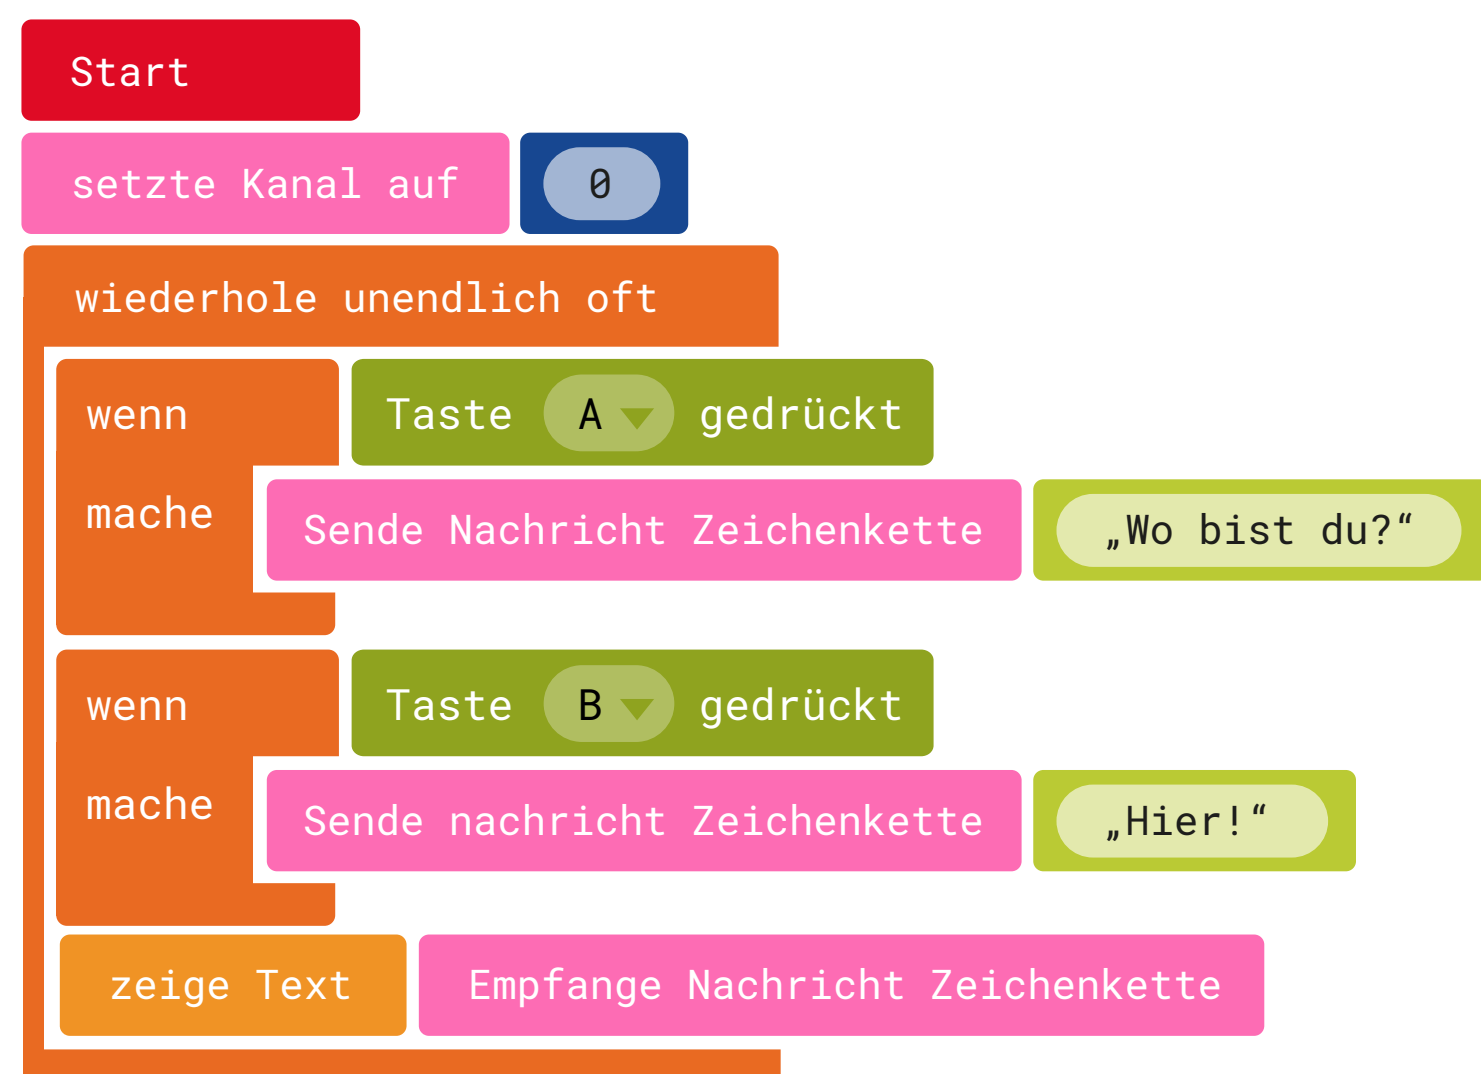 Start
setzte Kanal auf 0
wiederhole unendlich oft
wenn Taste A gedrückt
mache Sende Nachricht Zeichenkette „Wo bist du?“
wenn Taste B gedrückt
mache Sende nachricht Zeichenkette „Hier!“
zeige Text Empfange Nachricht Zeichenkette